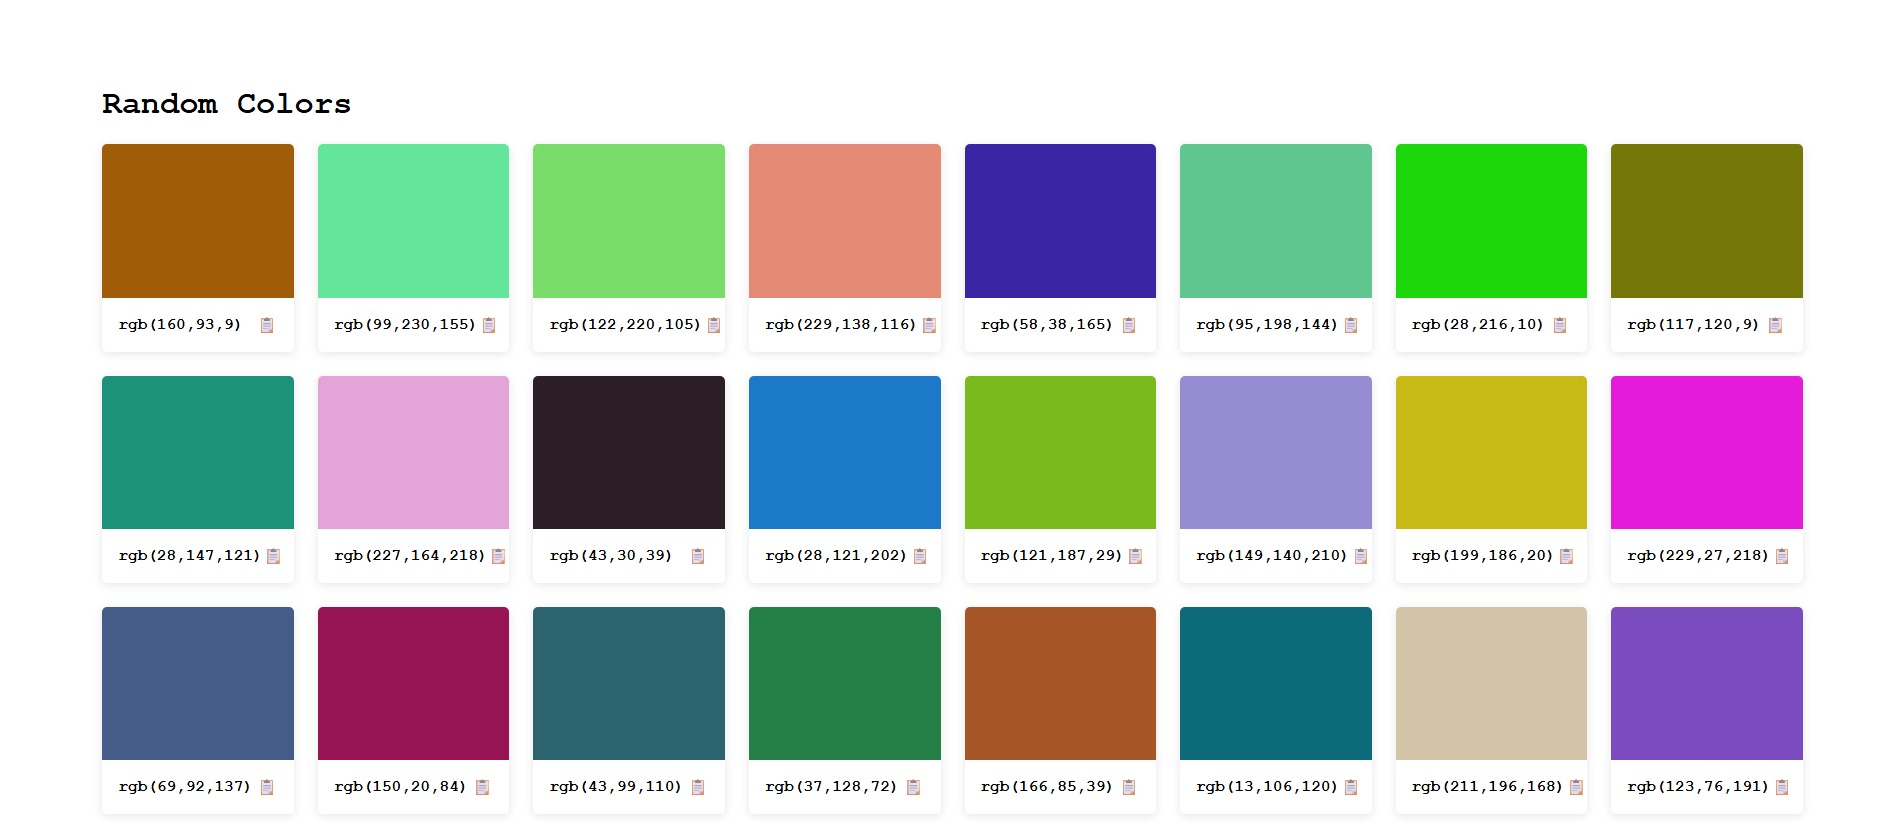 Random Colors
rgb(160,93,9)
rgb(99,230,155)
rgb(122,220,105)
rgb(229,138,116)
rgb(58,38,165)
rgb(95,198,144)
rgb(28,216,10)
rgb(117,120,9)
rgb(28,147,121)
rgb(227,164,218)
rgb(43,30,39)
rgb(28,121,202)
rgb(121,187,29)
rgb(149,140,210)
rgb(199,186,20)
rgb(229,27,218)
rgb(69,92,137)
rgb(150,20,84)
rgb(43,99,110)
rgb(37,128,72)
rgb(166,85,39)
rgb(13,106,120)
rgb(211,196,168)
rgb(123,76,191)